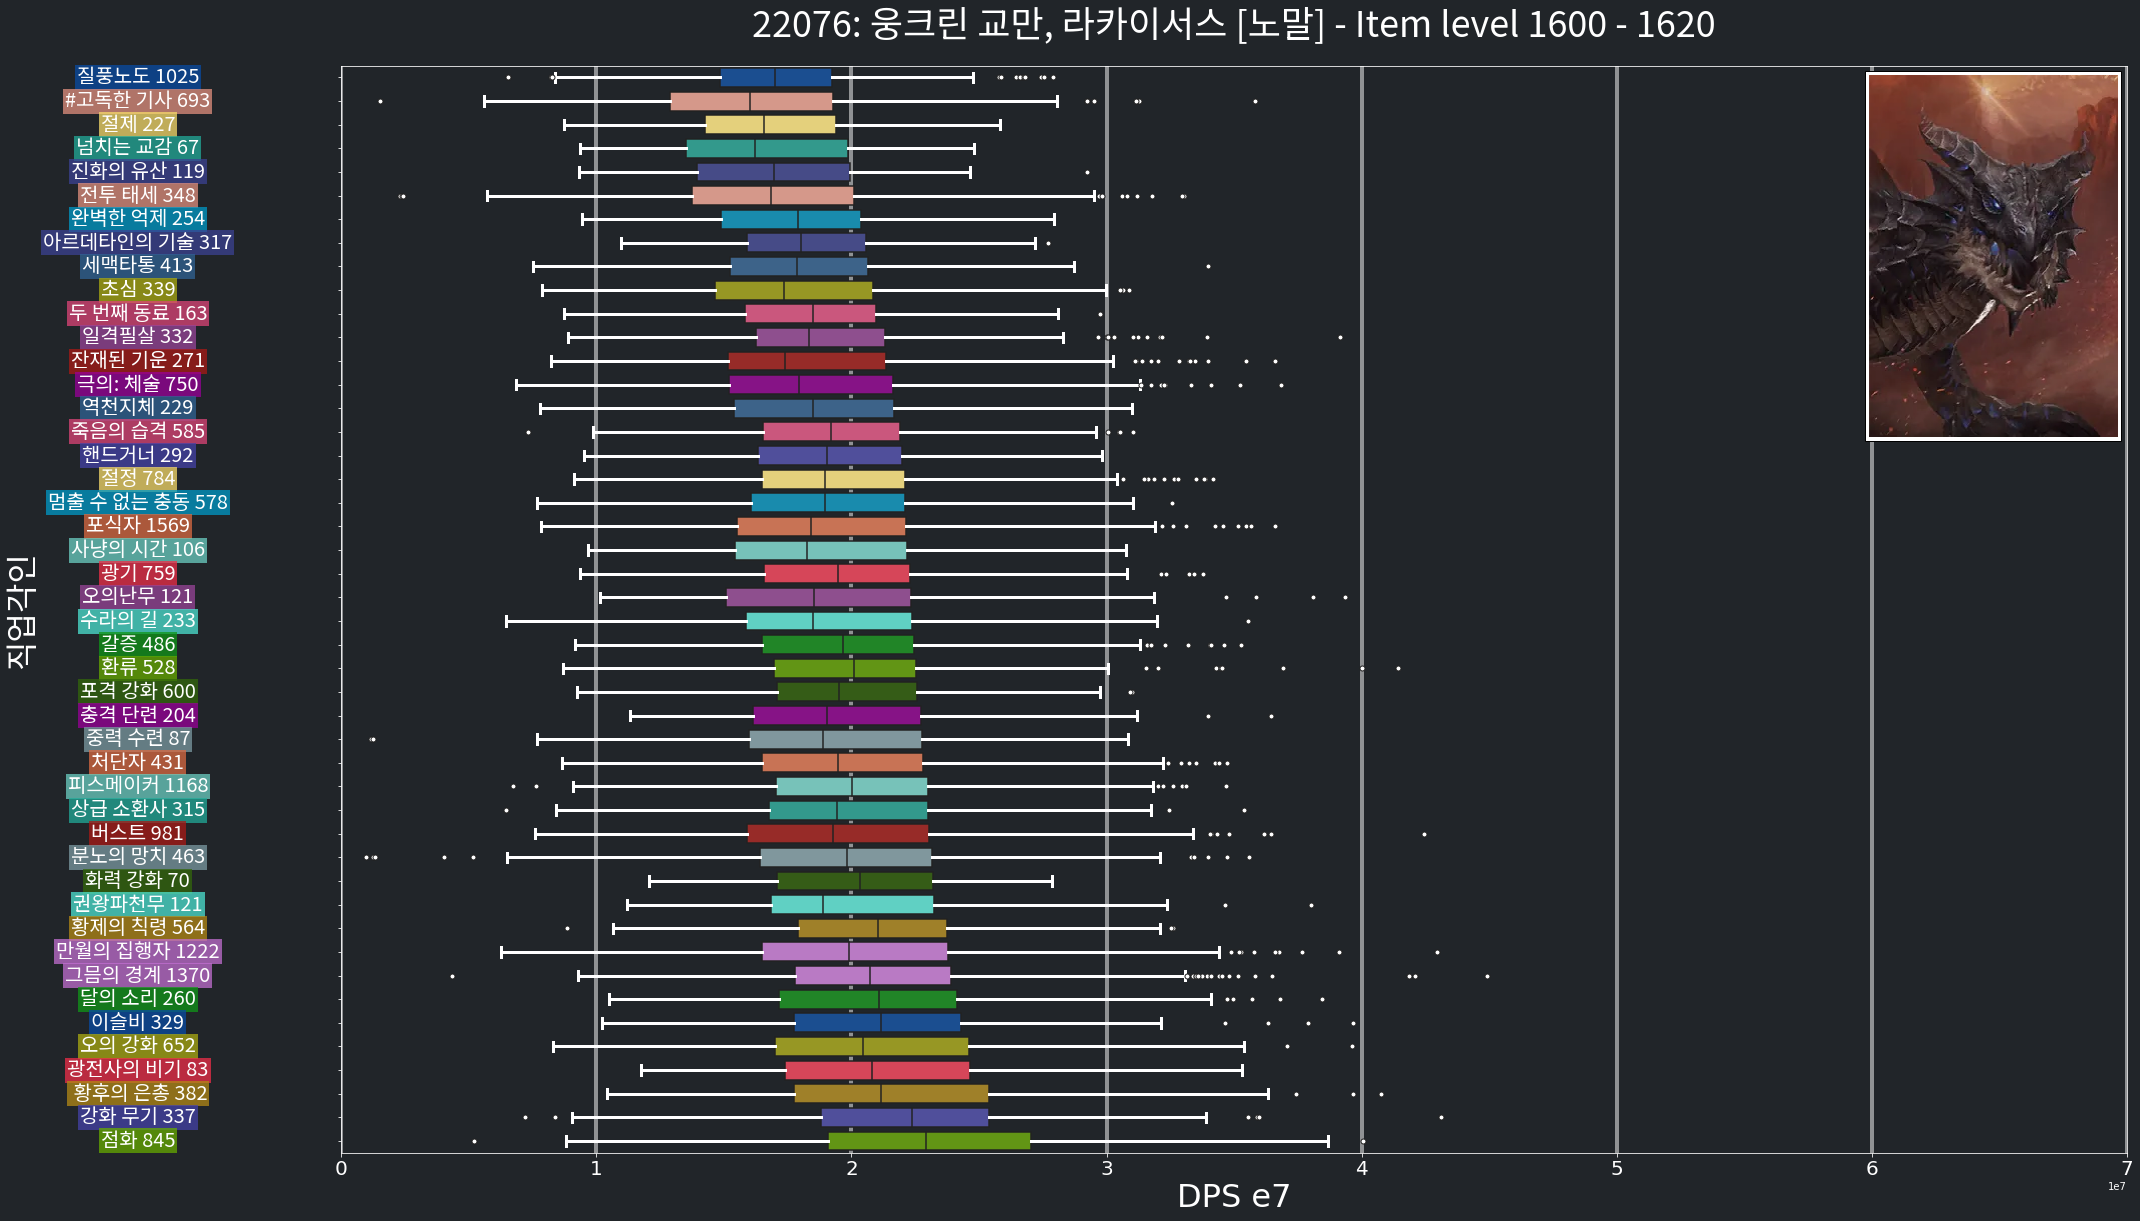 22076: 웅크린 교만, 라카이서스 [노말] - Item level 1600 - 1620
직업각인
질풍노도 1025
#고독한 기사 693
절제 227
넘치는 교감 67
진화의 유산 119
전투 태세 348
완벽한 억제 254
아르데타인의 기술 317
세맥타통 413
초심 339
두 번째 동료 163
일격필살 332
잔재된 기운 271
극의: 체술 750
역천지체 229
죽음의 습격 585
핸드거너 292
절정 784
멈출 수 없는 충동 578
포식자 1569
사냥의 시간 106
광기 759
오의난무 121
수라의 길 233
갈증 486
환류 528
포격 강화 600
충격 단련 204
중력 수련 87
처단자 431
피스메이커 1168
상급 소환사 315
버스트 981
분노의 망치 463
화력 강화 70
권왕파천무 121
황제의 칙령 564
만월의 집행자 1222
그믐의 경계 1370
달의 소리 260
이슬비 329
오의 강화 652
광전사의 비기 83
황후의 은총 382
강화 무기 337
점화 845
0 1 2 3 4 5 6 7
DPS e7
1e7